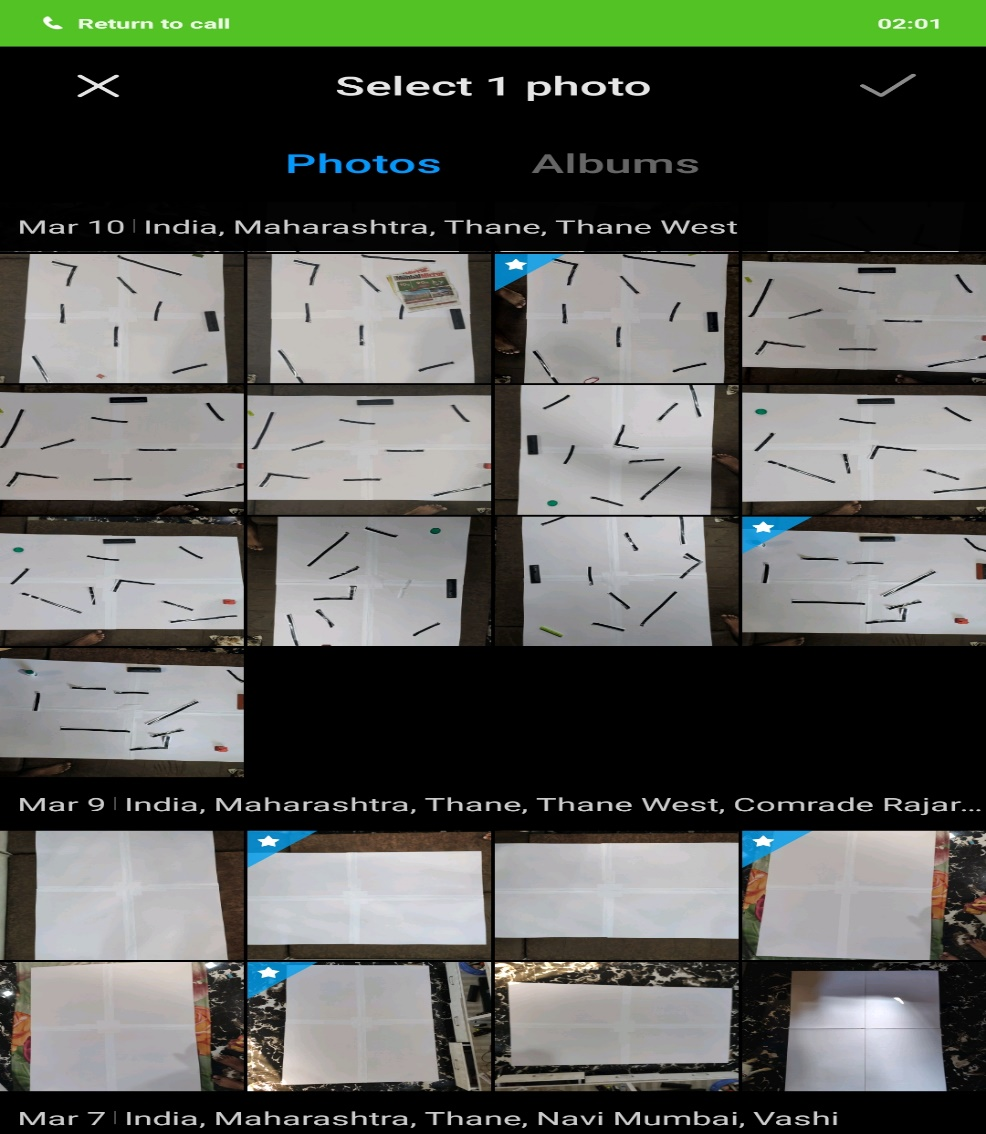 Return to call 02:01
Select 1 photo
Photos Albums
Mar 10 | India, Maharashtra, Thane, Thane West
Mar 9 | India, Maharashtra, Thane, Thane West, Comrade Rajar...
Mar 7 | India, Maharashtra, Thane, Navi Mumbai, Vashi